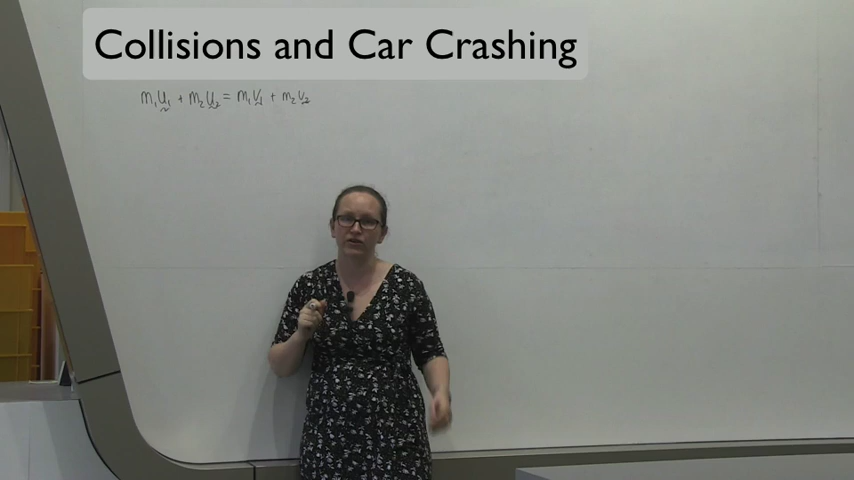 Collisions and Car Crashing
m₁u₁ + m₂u₂ = m₁v₁ + m₂v₂